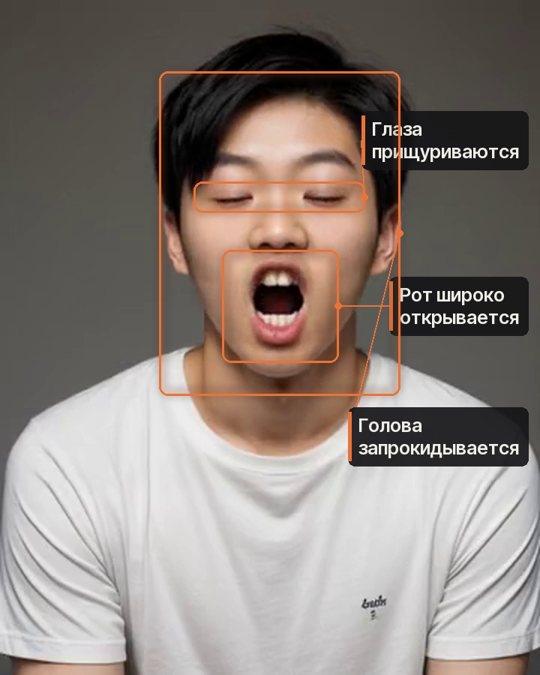 Глаза
прищуриваются
Рот широко
открывается
Голова
запрокидывается